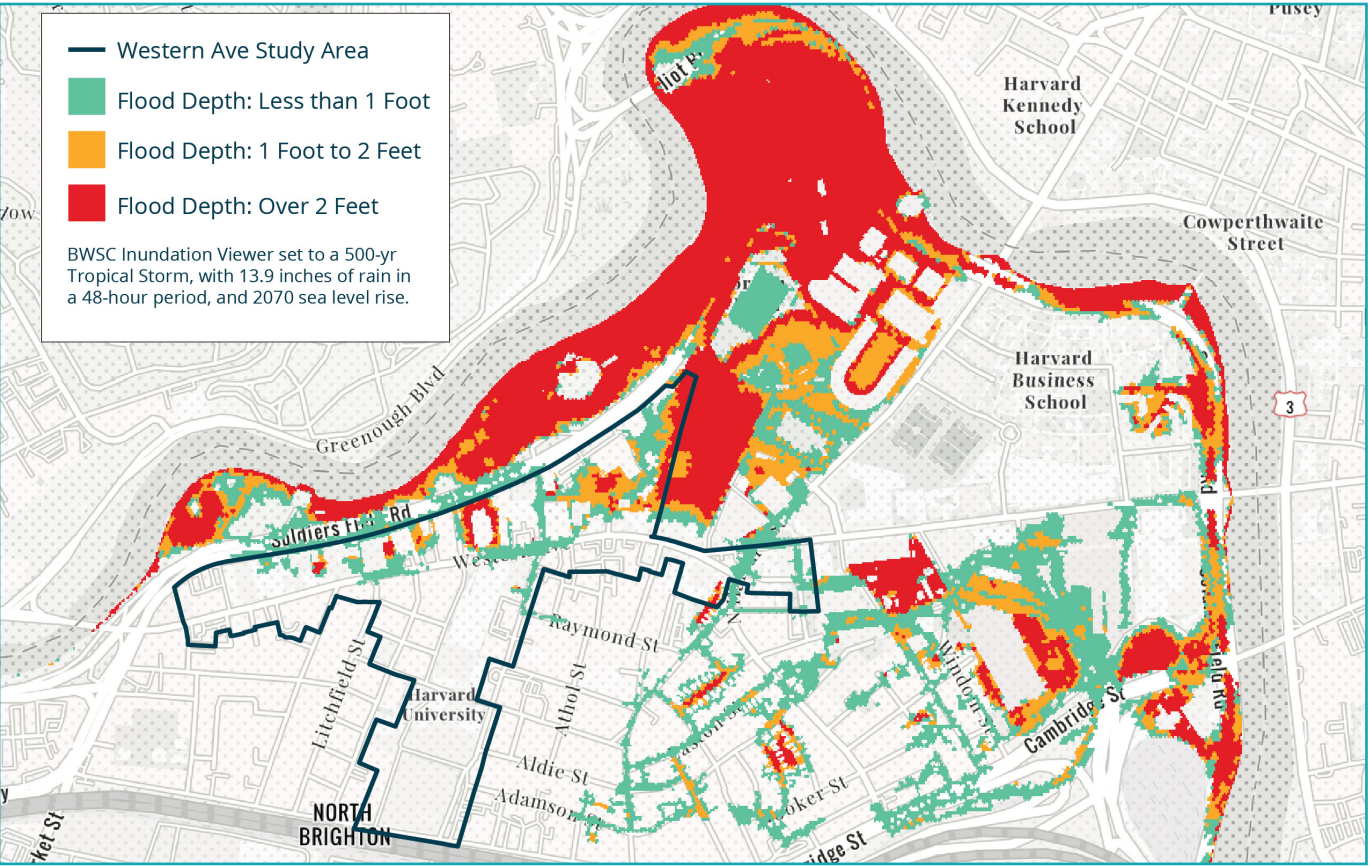 Western Ave Study Area
Flood Depth: Less than 1 Foot
Flood Depth: 1 Foot to 2 Feet
Flood Depth: Over 2 Feet
BWSC Inundation Viewer set to a 500-yr
Tropical Storm, with 13.9 inches of rain in
a 48-hour period, and 2070 sea level rise.
Pusey
Harvard
Kennedy
School
Cowperthwaite
Street
Harvard
Business
School
3
Greenough Blvd
Soldiers Rd
Raymond St
Litchfield St
Harvard
University
Athol St
Windom St
Cambridge St
Aldie St
Adamson St
NORTH
BRIGHTON